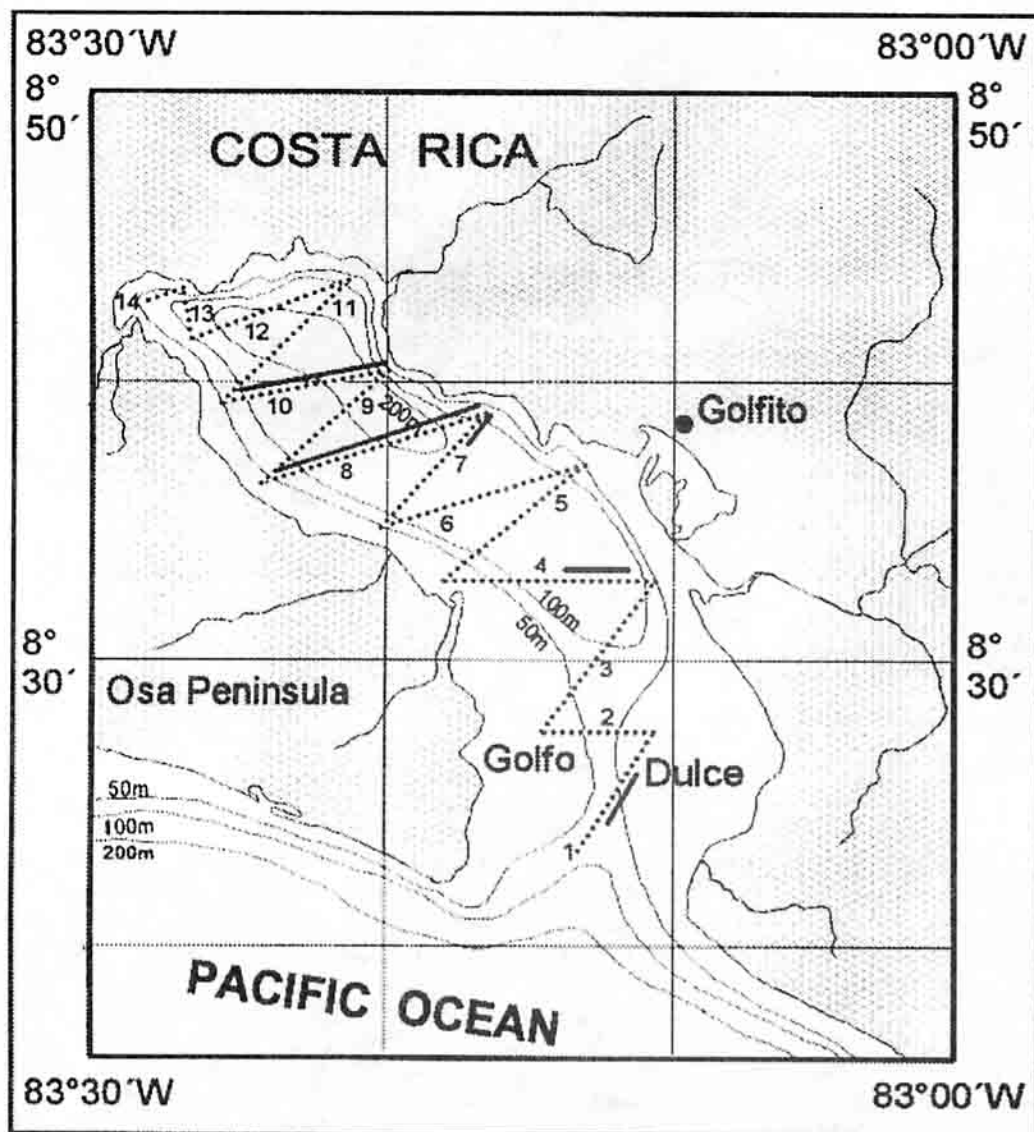 83°30´W 83°00´W
8° 8°
50´ 50´
COSTA RICA
14 13 12 11
10 9 200m
Golfito
8 7
6 5
4
100m
50m
8° 8°
30´ 30´
3
Osa Peninsula
2
Golfo Dulce
50m
100m
200m
1
PACIFIC OCEAN
83°30´W 83°00´W